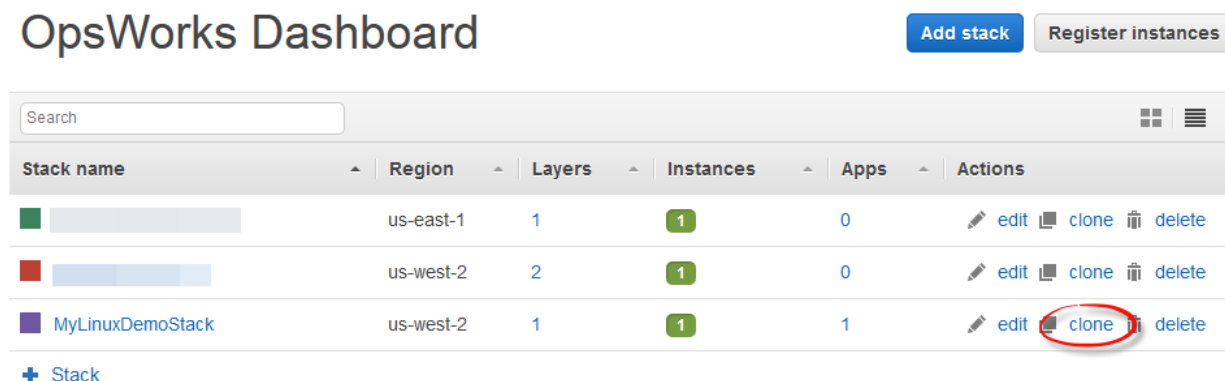 OpsWorks Dashboard Add stack Register instances
Search
Stack name Region Layers Instances Apps Actions
us-east-1 1 1 0 edit clone delete
us-west-2 2 1 0 edit clone delete
MyLinuxDemoStack us-west-2 1 1 1 edit clone delete
+ Stack